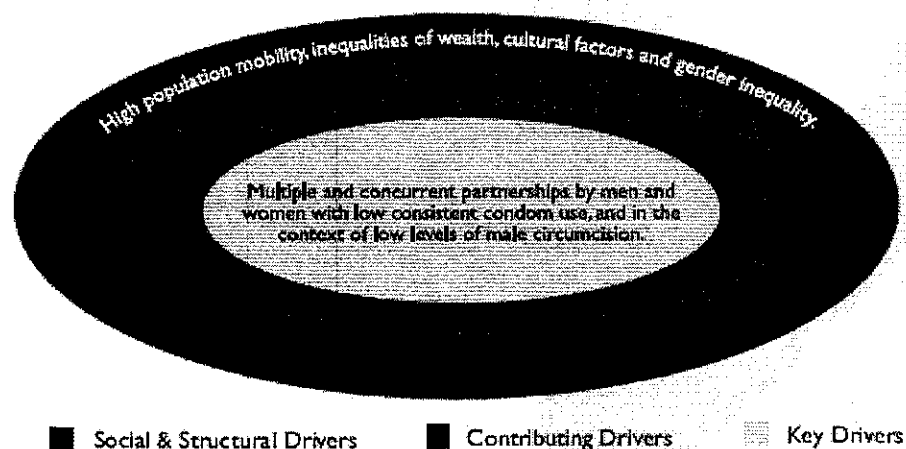 High population mobility, inequalities of wealth, cultural factors and gender inequality.
Multiple and concurrent partnerships by men and
women with low consistent condom use, and in the
context of low levels of male circumcision.
Social & Structural Drivers Contributing Drivers Key Drivers